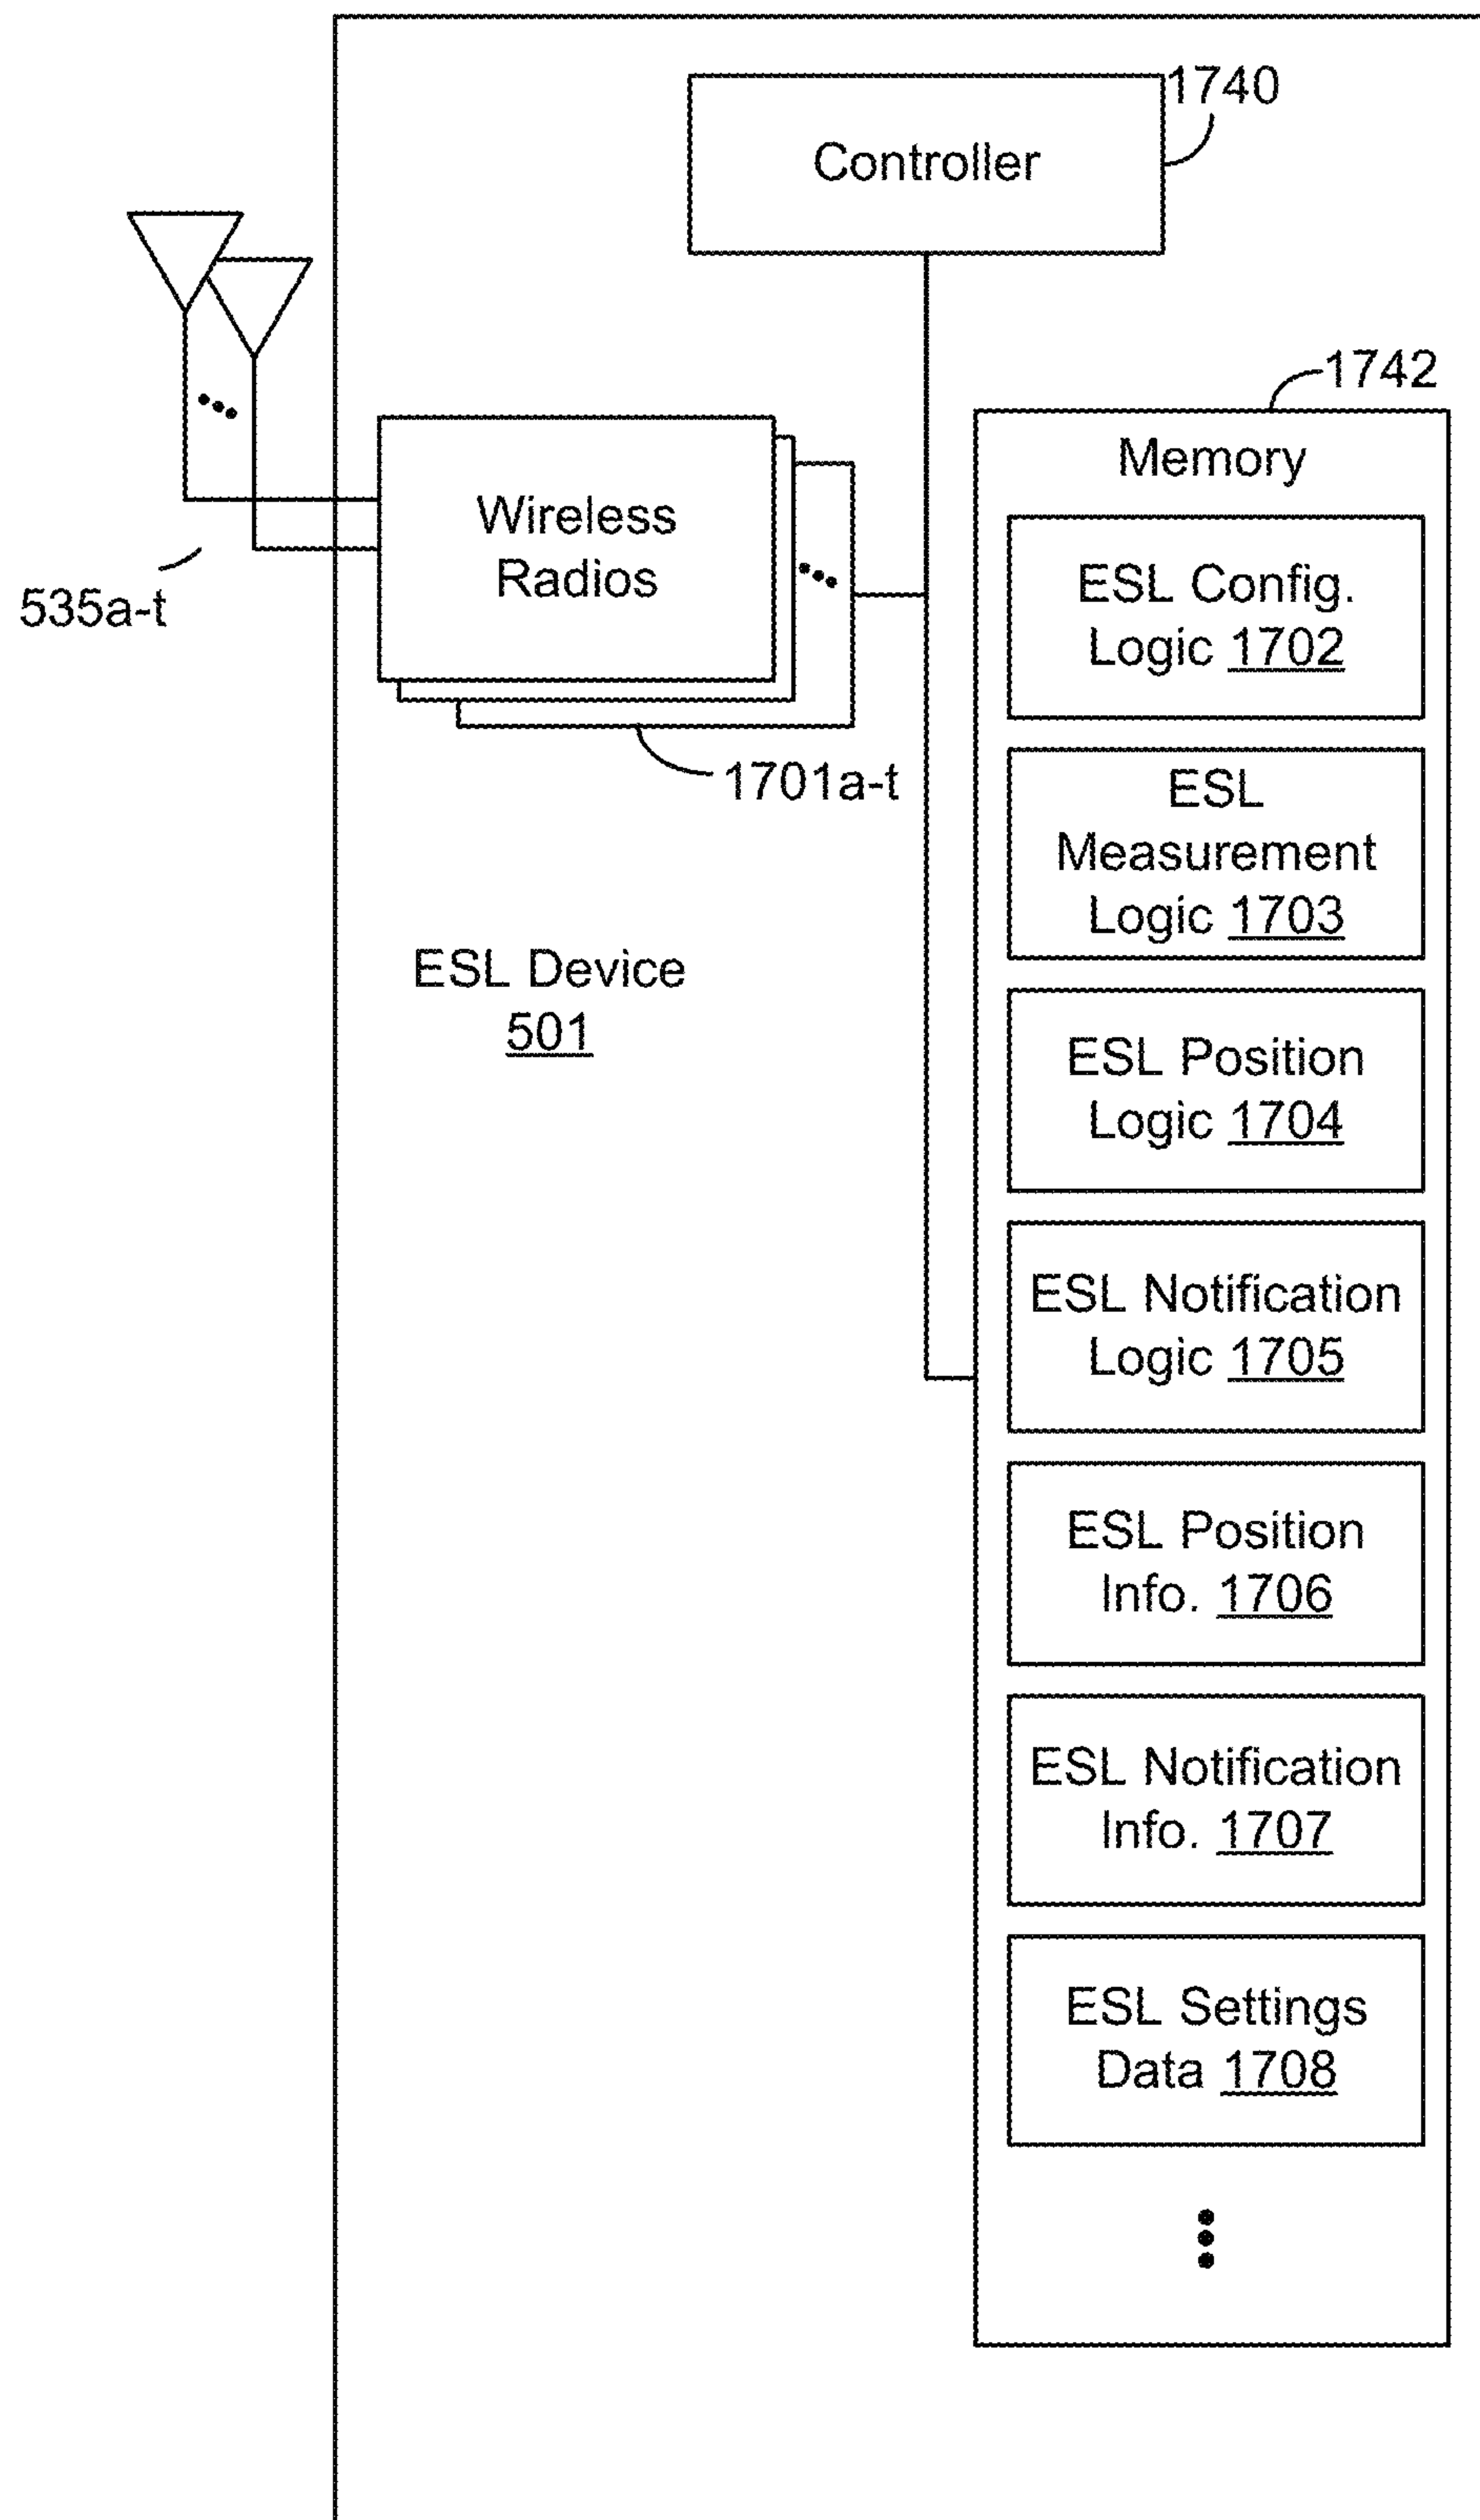 1740
Controller
1742
Memory
Wireless
Radios
535a-t
1701a-t
ESL Device
501
ESL Config.
Logic 1702
ESL
Measurement
Logic 1703
ESL Position
Logic 1704
ESL Notification
Logic 1705
ESL Position
Info. 1706
ESL Notification
Info. 1707
ESL Settings
Data 1708